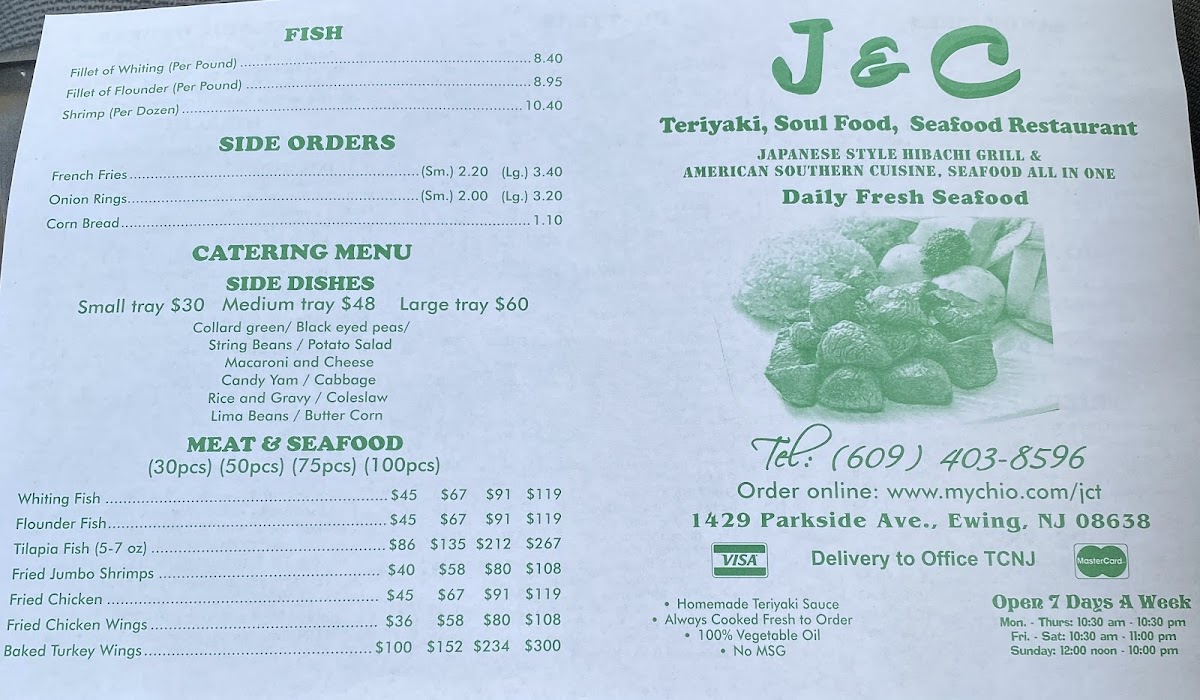 FISH
Fillet of Whiting (Per Pound) 8.40
Fillet of Flounder (Per Pound) 8.95
Shrimp (Per Dozen) 10.40
SIDE ORDERS
French Fries (Sm.) 2.20 (Lg.) 3.40
Onion Rings (Sm.) 2.00 (Lg.) 3.20
Corn Bread 1.10
CATERING MENU
SIDE DISHES
Small tray $30 Medium tray $48 Large tray $60
Collard green/ Black eyed peas/
String Beans / Potato Salad
Macaroni and Cheese
Candy Yam / Cabbage
Rice and Gravy / Coleslaw
Lima Beans / Butter Corn
MEAT & SEAFOOD
(30pcs) (50pcs) (75pcs) (100pcs)
Whiting Fish $45 $67 $91 $119
Flounder Fish $45 $67 $91 $119
Tilapia Fish (5-7 oz) $86 $135 $212 $267
Fried Jumbo Shrimps $40 $58 $80 $108
Fried Chicken $45 $67 $91 $119
Fried Chicken Wings $36 $58 $80 $108
Baked Turkey Wings $100 $152 $234 $300
J & C
Teriyaki, Soul Food, Seafood Restaurant
JAPANESE STYLE HIBACHI GRILL &
AMERICAN SOUTHERN CUISINE, SEAFOOD ALL IN ONE
Daily Fresh Seafood
Tel: (609) 403-8596
Order online: www.mychio.com/jct
1429 Parkside Ave., Ewing, NJ 08638
VISA Delivery to Office TCNJ MasterCard
• Homemade Teriyaki Sauce
• Always Cooked Fresh to Order
• 100% Vegetable Oil
• No MSG
Open 7 Days A Week
Mon. - Thurs: 10:30 am - 10:30 pm
Fri. - Sat: 10:30 am - 11:00 pm
Sunday: 12:00 noon - 10:00 pm